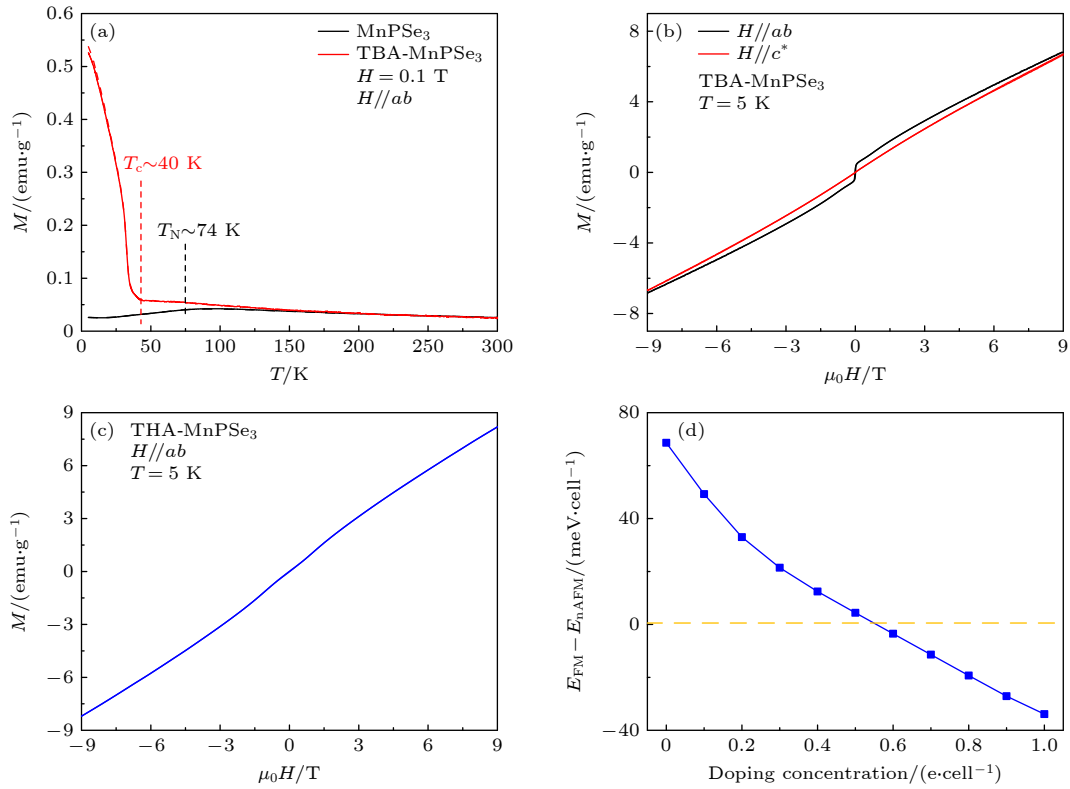 (a)
MnPSe₃
TBA-MnPSe₃
H = 0.1 T
H//ab
T_c~40 K
T_N~74 K
M/(emu·g⁻¹)
0.6
0.5
0.4
0.3
0.2
0.1
0
0 50 100 150 200 250 300
T/K
(b)
H//ab
H//c*
TBA-MnPSe₃
T = 5 K
M/(emu·g⁻¹)
8
4
0
−4
−8
−9 −6 −3 0 3 6 9
μ₀H/T
(c)
THA-MnPSe₃
H//ab
T = 5 K
M/(emu·g⁻¹)
9
6
3
0
−3
−6
−9
−9 −6 −3 0 3 6 9
μ₀H/T
(d)
E_FM − E_nAFM/(meV·cell⁻¹)
80
40
0
−40
0 0.2 0.4 0.6 0.8 1.0
Doping concentration/(e·cell⁻¹)